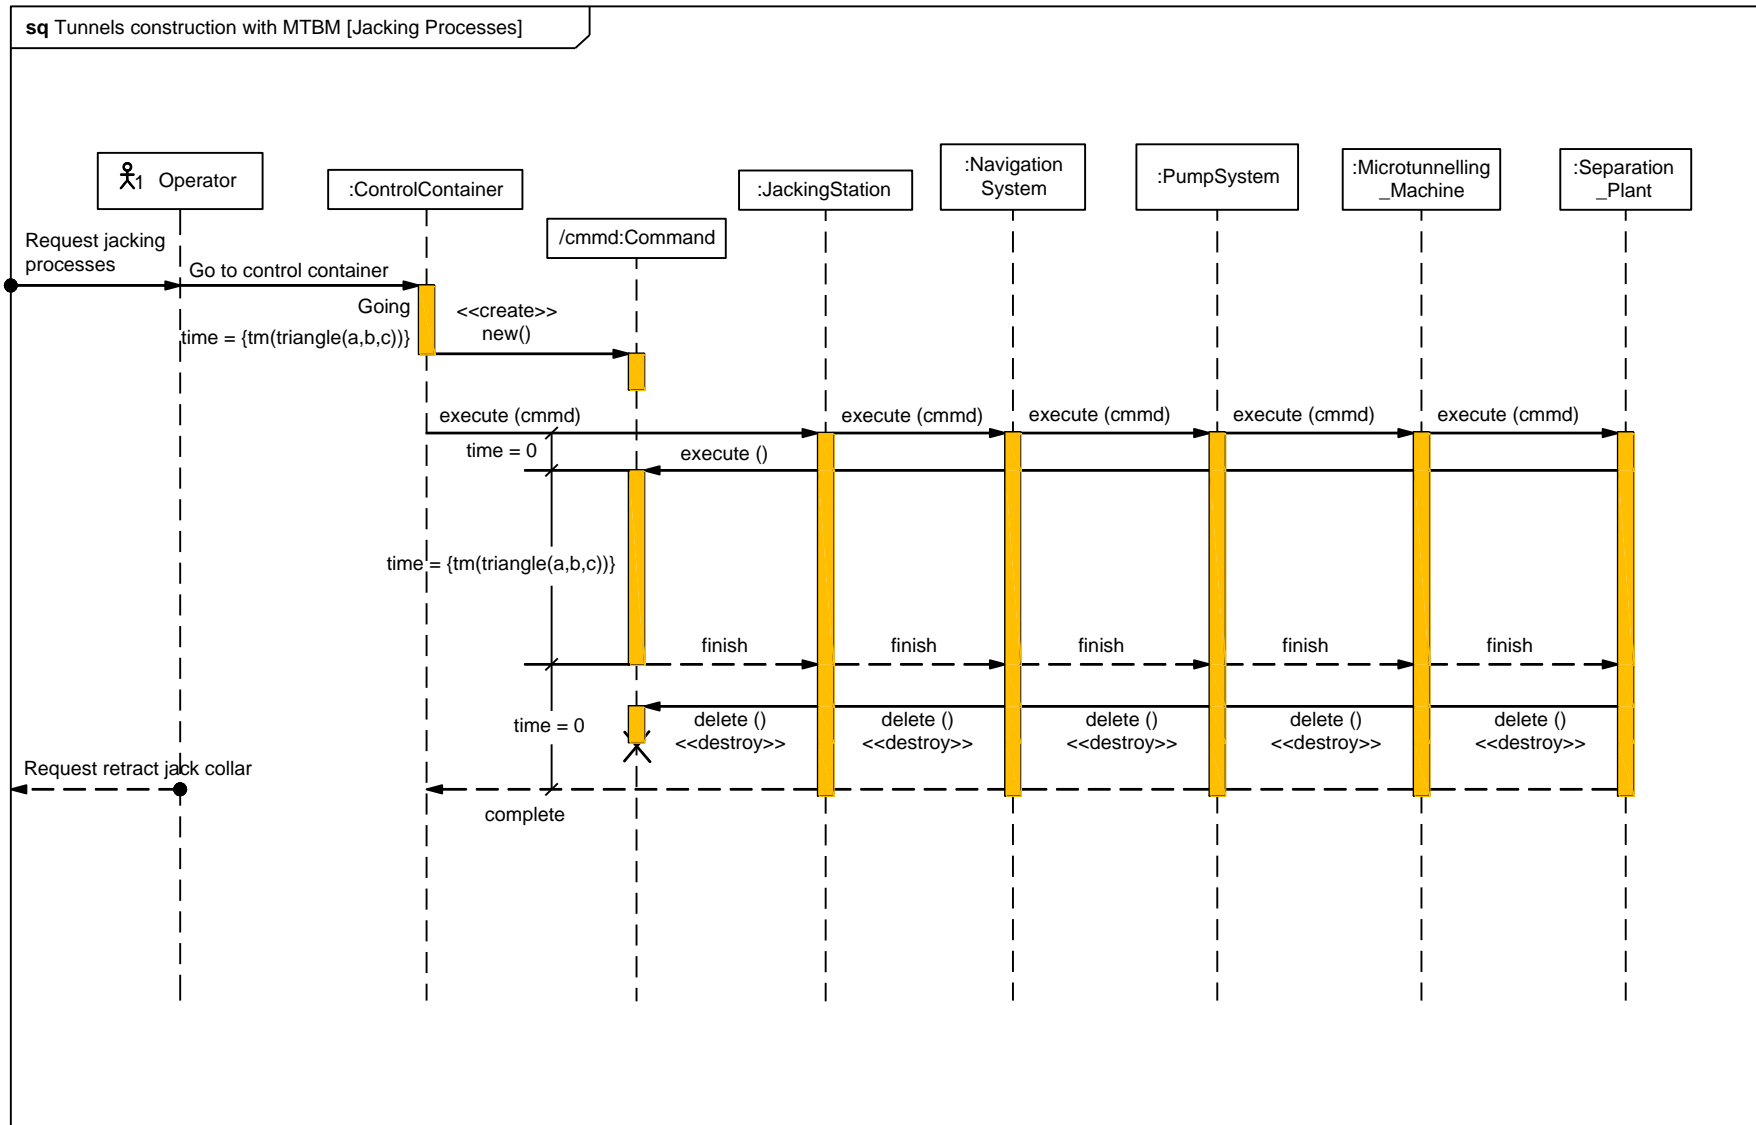 sq Tunnels construction with MTBM [Jacking Processes]
1 Operator
:ControlContainer
/cmmd:Command
:JackingStation
:Navigation
System
:PumpSystem
:Microtunnelling
_Machine
:Separation
_Plant
Request jacking
processes
Go to control container
Going
time = {tm(triangle(a,b,c))}
<<create>>
new()
execute (cmmd)
execute (cmmd)
execute (cmmd)
execute (cmmd)
execute (cmmd)
time = 0
execute ()
time = {tm(triangle(a,b,c))}
finish
finish
finish
finish
finish
time = 0
delete ()
<<destroy>>
delete ()
<<destroy>>
delete ()
<<destroy>>
delete ()
<<destroy>>
delete ()
<<destroy>>
Request retract jack collar
complete